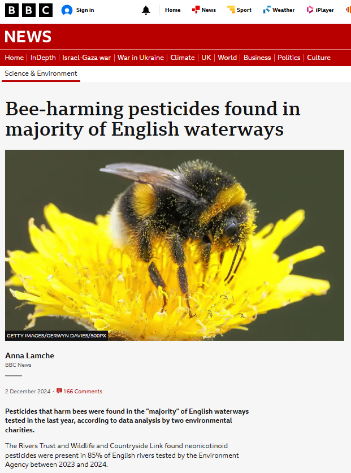 BBC Sign in Home News Sport Weather iPlayer
NEWS
Home InDepth Israel-Gaza war War in Ukraine Climate UK World Business Politics Culture
Science & Environment
Bee-harming pesticides found in
majority of English waterways
GETTY IMAGES/GERWYN DAVIES/500PX
Anna Lamche
BBC News
2 December 2024 · 166 Comments
Pesticides that harm bees were found in the "majority" of English waterways
tested in the last year, according to data analysis by two environmental
charities.
The Rivers Trust and Wildlife and Countryside Link found neonicotinoid
pesticides were present in 85% of English rivers tested by the Environment
Agency between 2023 and 2024.